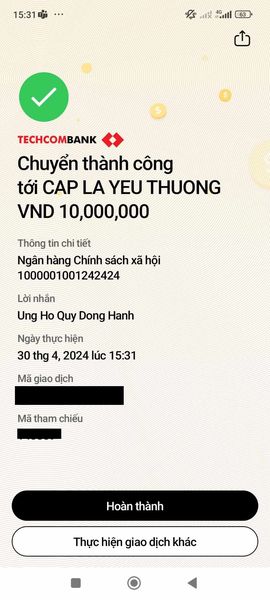 15:31
4G
63
TECHCOMBANK
Chuyển thành công
tới CAP LA YEU THUONG
VND 10,000,000
Thông tin chi tiết
Ngân hàng Chính sách xã hội
1000001001242424
Lời nhắn
Ung Ho Quy Dong Hanh
Ngày thực hiện
30 thg 4, 2024 lúc 15:31
Mã giao dịch
Mã tham chiếu
Hoàn thành
Thực hiện giao dịch khác